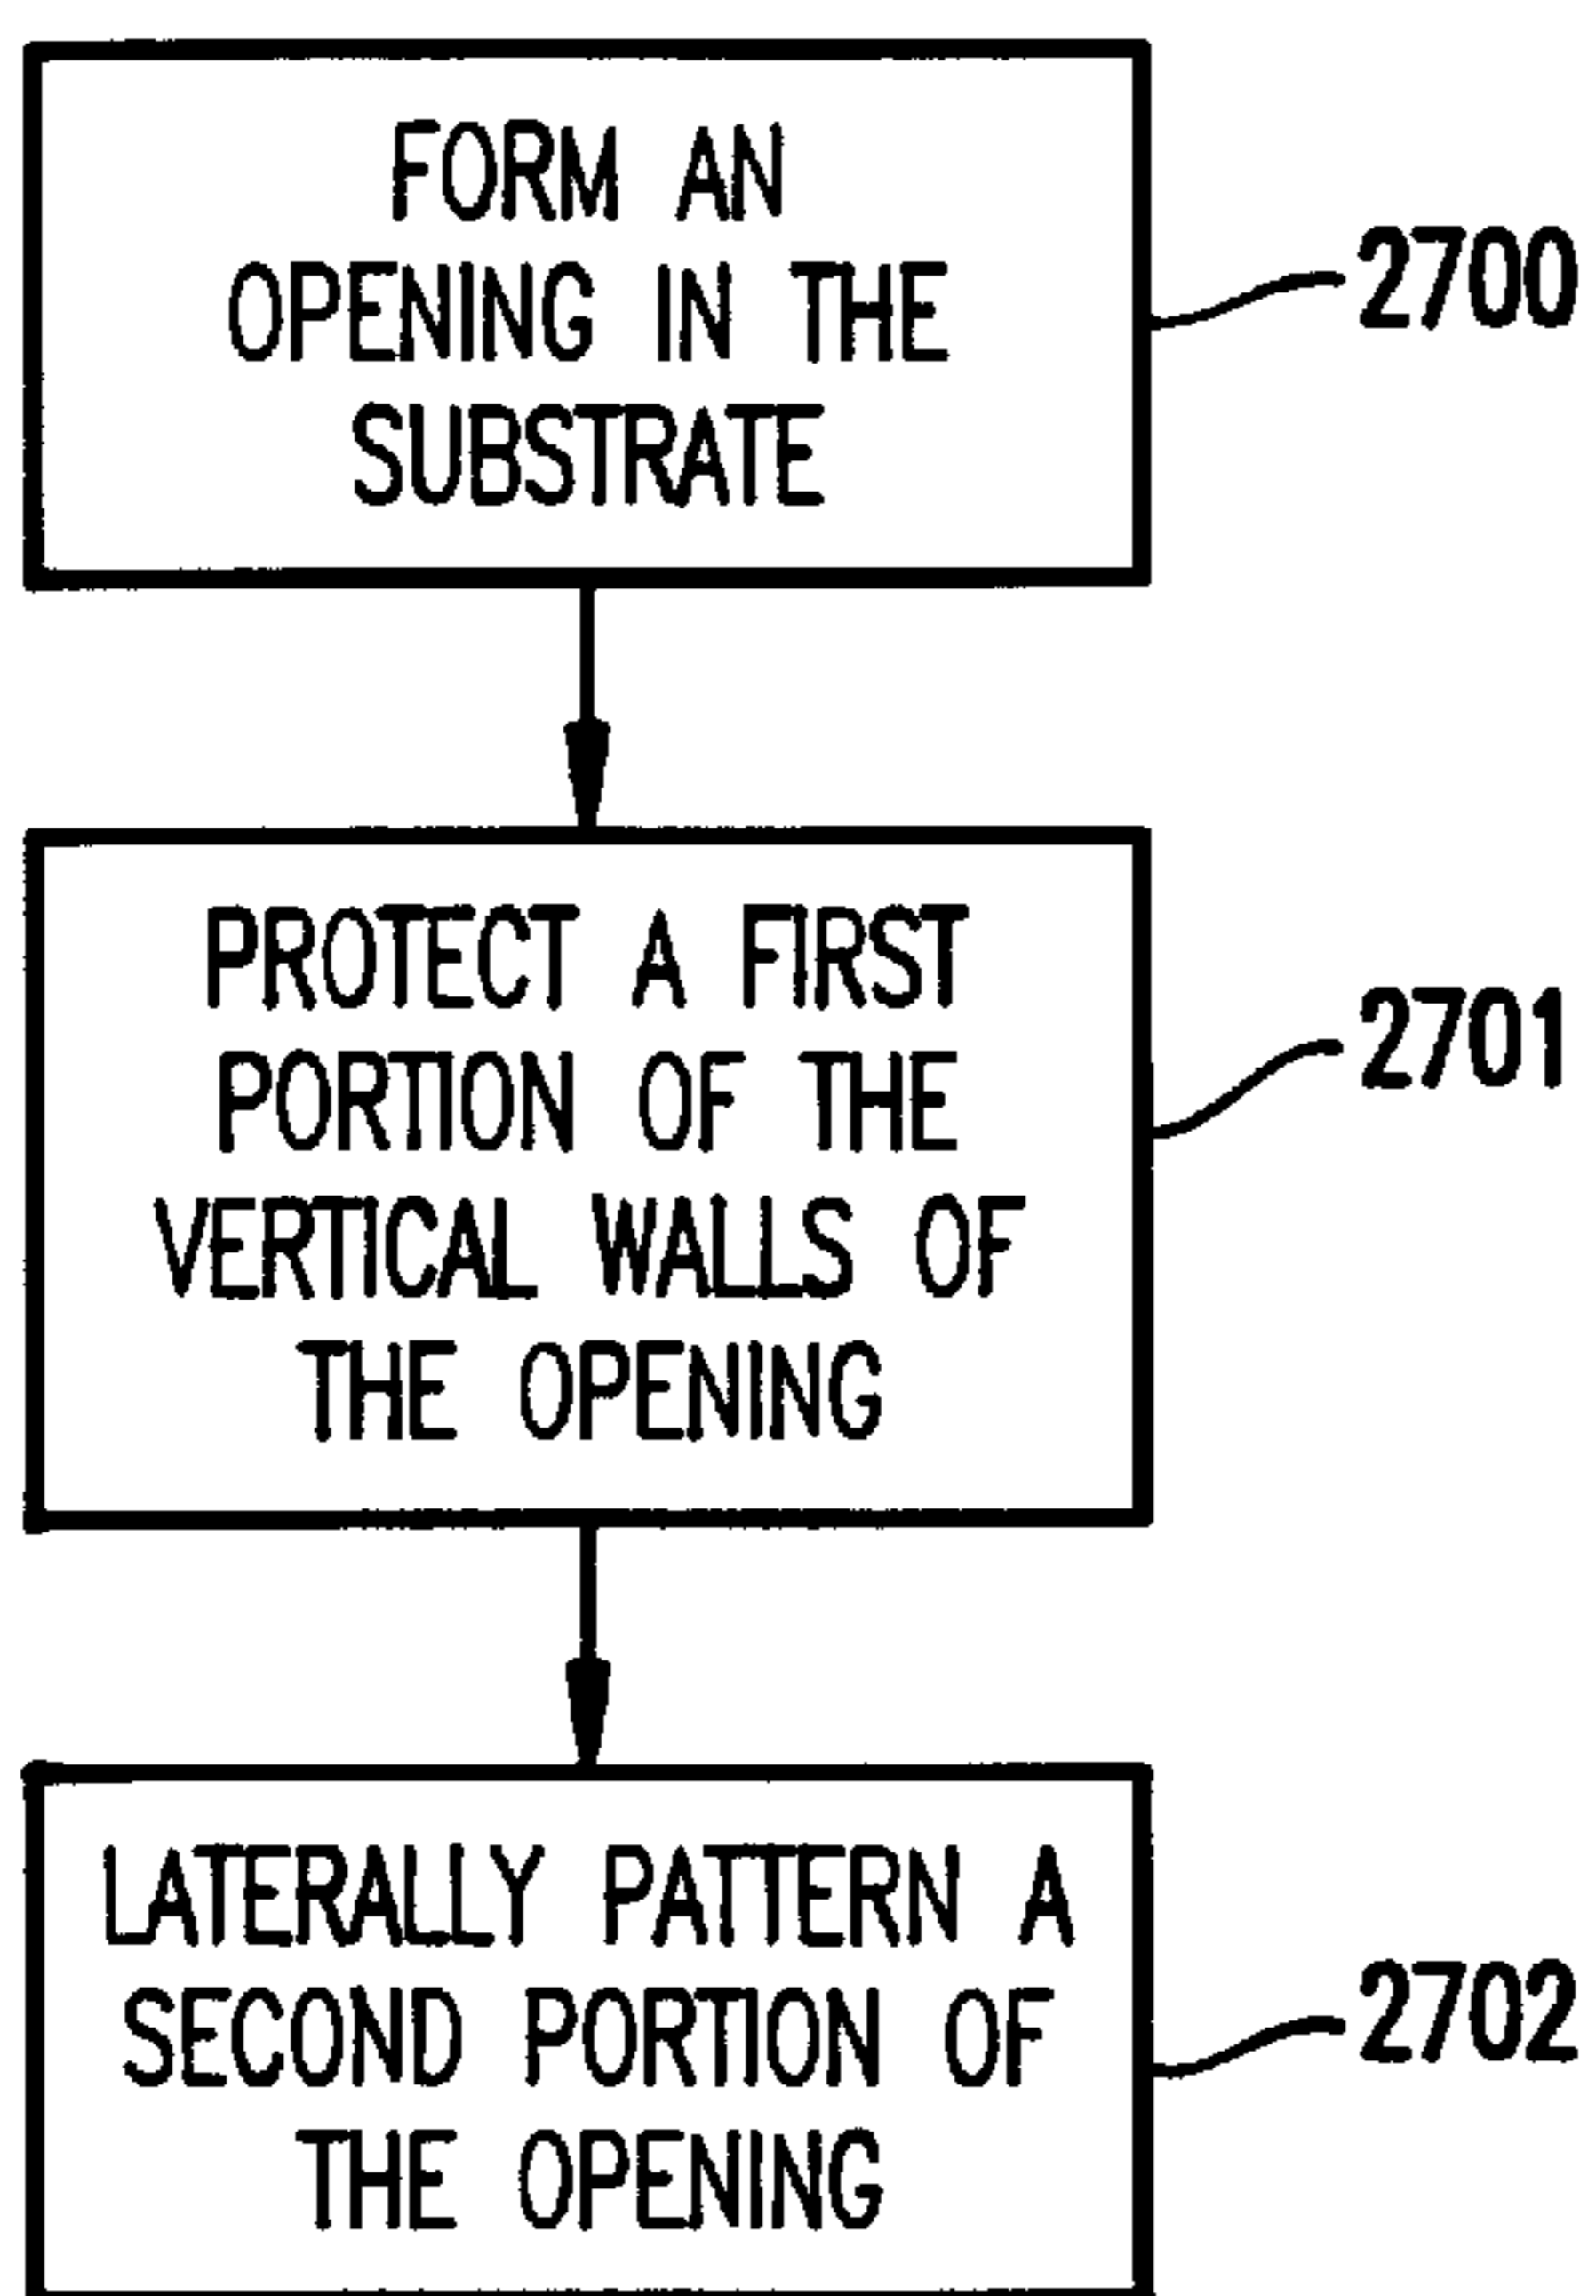 FORM AN
OPENING IN THE
SUBSTRATE
2700
PROTECT A FIRST
PORTION OF THE
VERTICAL WALLS OF
THE OPENING
2701
LATERALLY PATTERN A
SECOND PORTION OF
THE OPENING
2702